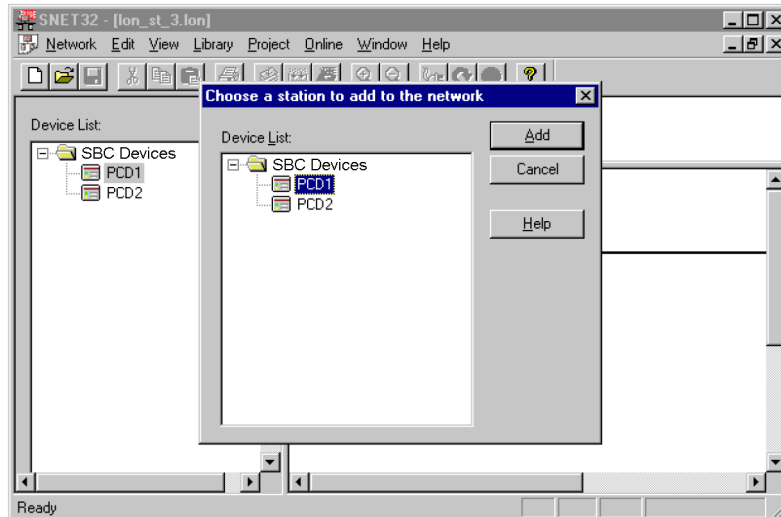 SNET32 - [lon_st_3.lon]
Network Edit View Library Project Online Window Help
Choose a station to add to the network
Device List:
SBC Devices
PCD1
PCD2
Device List:
SBC Devices
PCD1
PCD2
Add
Cancel
Help
Ready